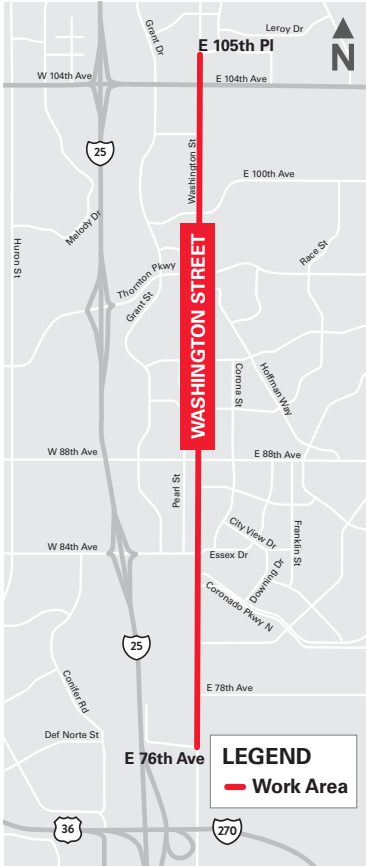 Leroy Dr
Grant Dr
E 105th Pl
N
W 104th Ave
E 104th Ave
25
Washington St
E 100th Ave
Melody Dr
Huron St
Race St
Thornton Pkwy
Grant St
WASHINGTON STREET
Corona St
Hoffman Way
W 88th Ave
E 88th Ave
Pearl St
City View Dr
Franklin St
W 84th Ave
Essex Dr
Downing Dr
Coronado Pkwy N
25
Conifer Rd
E 78th Ave
Def Norte St
E 76th Ave
LEGEND
Work Area
36
270